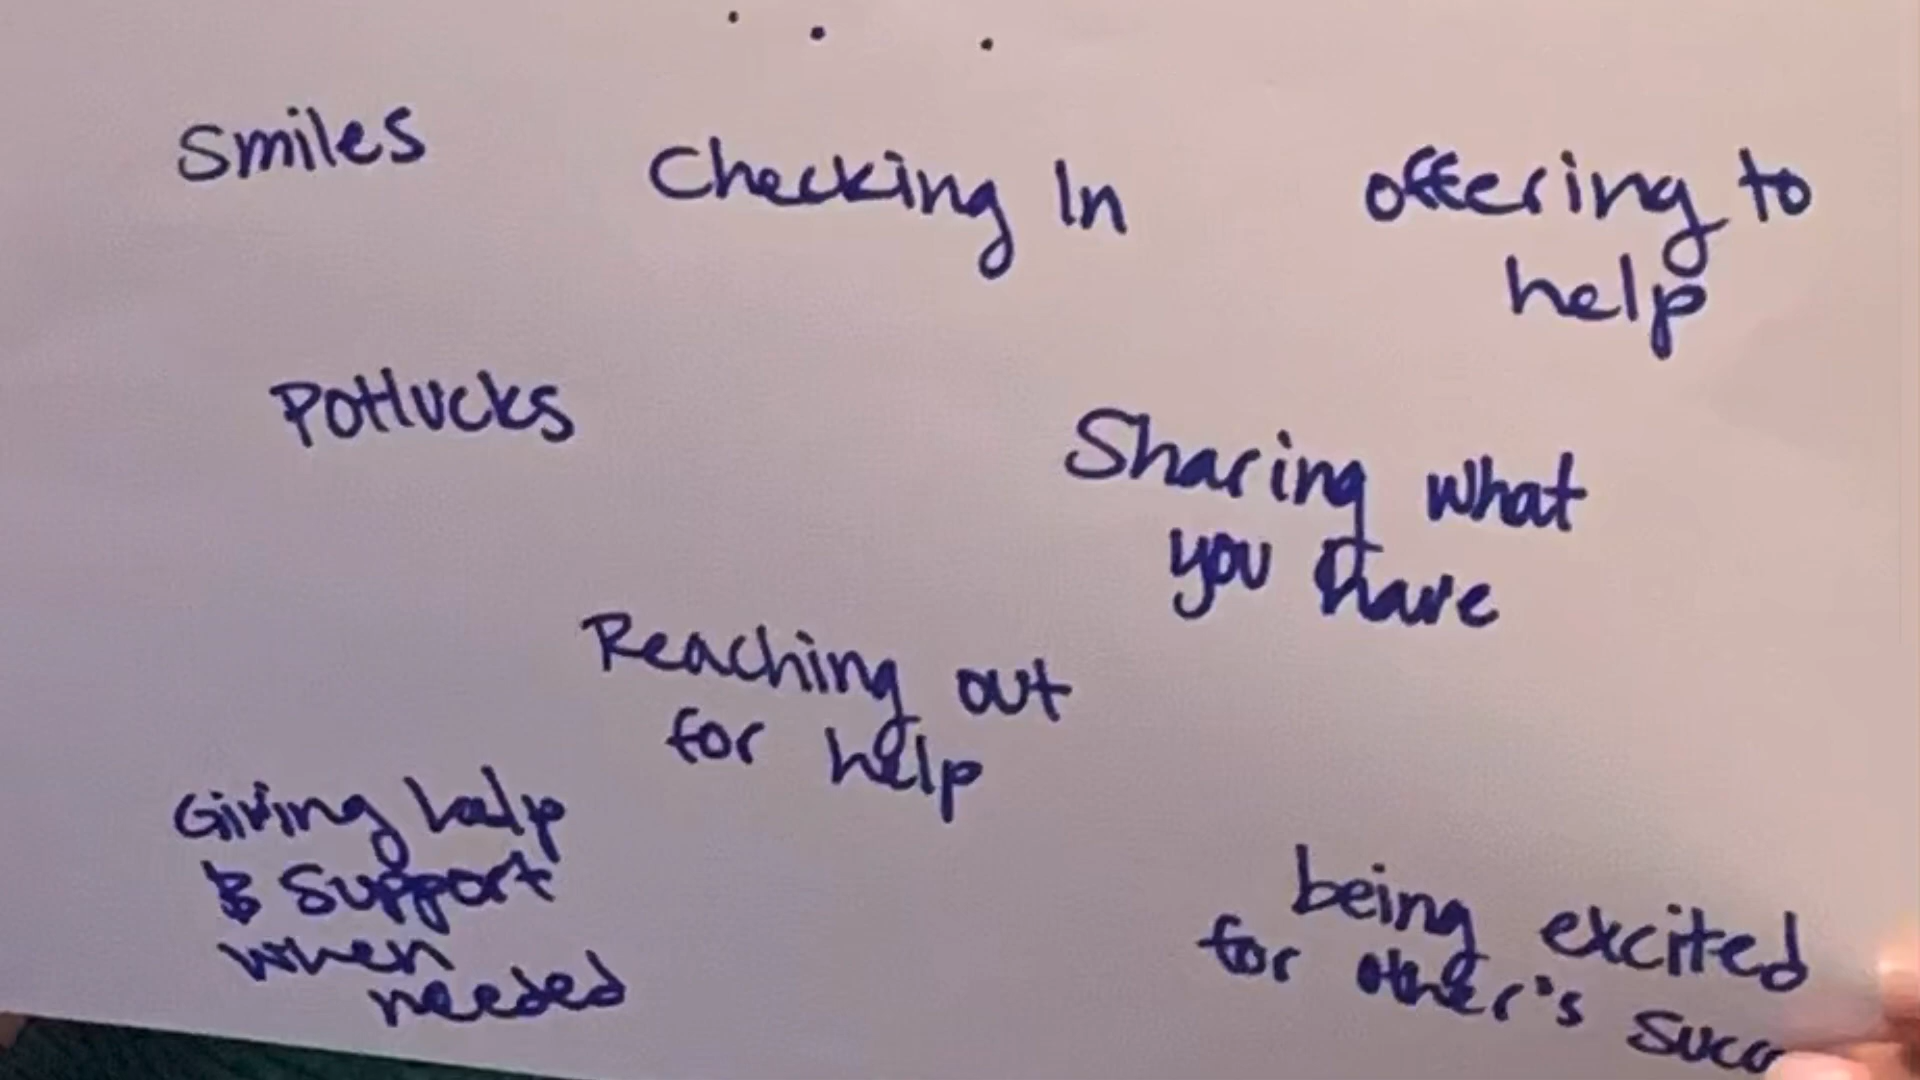 Smiles
Checking In
offering to
help
Potlucks
Sharing what
you have
Reaching out
for help
Giving help
& Support
when
needed
being excited
for other's